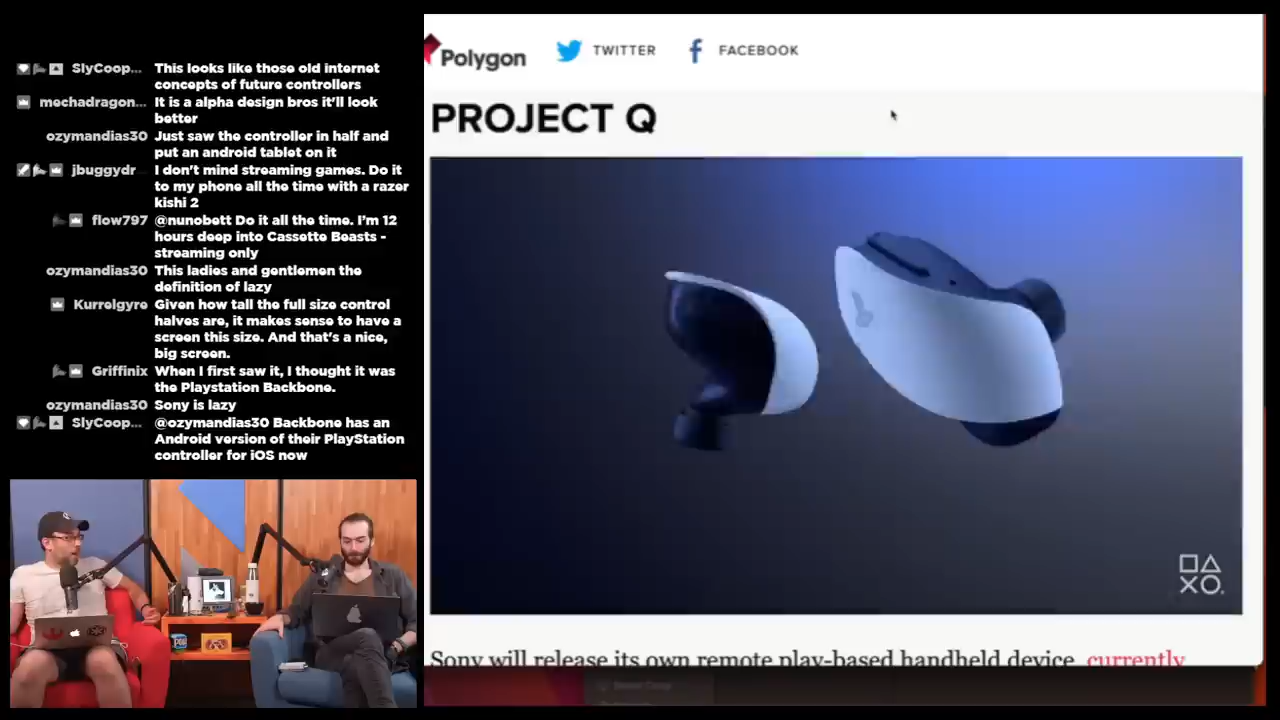 SlyCoop... This looks like those old internet
concepts of future controllers
mechadragon... It is a alpha design bros it'll look
better
ozymandias30 Just saw the controller in half and
put an android tablet on it
jbuggydr I don't mind streaming games. Do it
to my phone all the time with a razer
kishi 2
flow797 @nunobett Do it all the time. I'm 12
hours deep into Cassette Beasts -
streaming only
ozymandias30 This ladies and gentlemen the
definition of lazy
Kurrelgyre Given how tall the full size control
halves are, it makes sense to have a
screen this size. And that's a nice,
big screen.
Griffinix When I first saw it, I thought it was
the Playstation Backbone.
ozymandias30 Sony is lazy
SlyCoop... @ozymandias30 Backbone has an
Android version of their PlayStation
controller for iOS now
Polygon TWITTER FACEBOOK
PROJECT Q
Sony will release its own remote play-based handheld device, currently